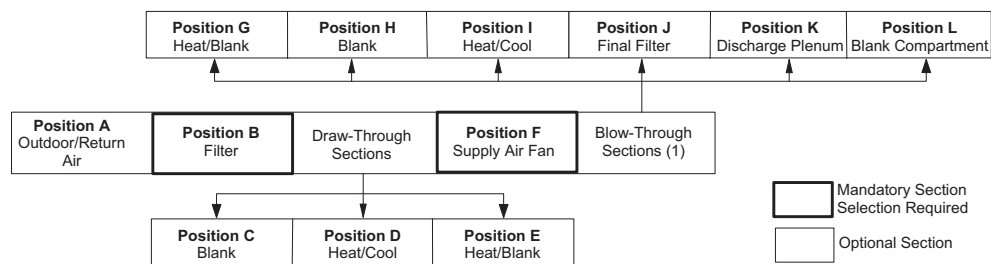 Position G
Heat/Blank
Position H
Blank
Position I
Heat/Cool
Position J
Final Filter
Position K
Discharge Plenum
Position L
Blank Compartment
Position A
Outdoor/Return
Air
Position B
Filter
Draw-Through
Sections
Position F
Supply Air Fan
Blow-Through
Sections (1)
Mandatory Section
Selection Required
Position C
Blank
Position D
Heat/Cool
Position E
Heat/Blank
Optional Section